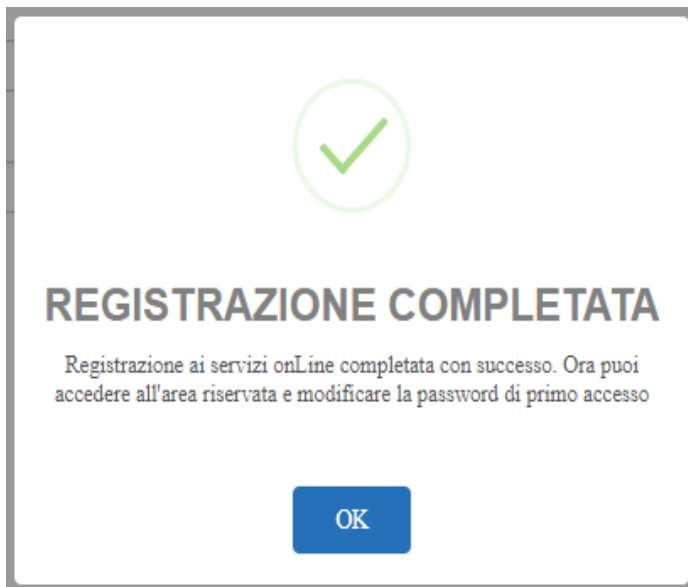 REGISTRAZIONE COMPLETATA
Registrazione ai servizi onLine completata con successo. Ora puoi
accedere all'area riservata e modificare la password di primo accesso
OK